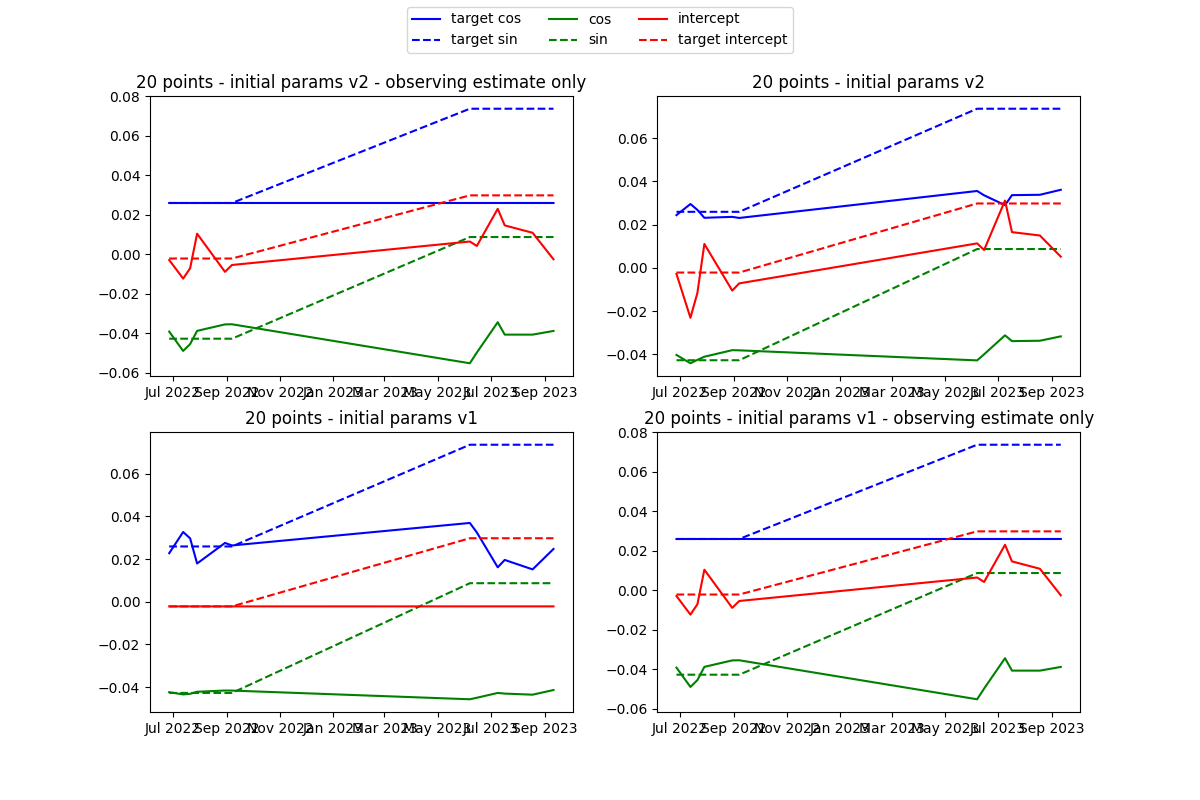 target cos cos intercept
target sin sin target intercept
20 points - initial params v2 - observing estimate only
0.08
0.06
0.04
0.02
0.00
−0.02
−0.04
−0.06
Jul 2022 Sep 2022 Nov 2022 Jan 2023 Mar 2023 May 2023 Jul 2023 Sep 2023
20 points - initial params v2
0.06
0.04
0.02
0.00
−0.02
−0.04
Jul 2022 Sep 2022 Nov 2022 Jan 2023 Mar 2023 May 2023 Jul 2023 Sep 2023
20 points - initial params v1
0.06
0.04
0.02
0.00
−0.02
−0.04
Jul 2022 Sep 2022 Nov 2022 Jan 2023 Mar 2023 May 2023 Jul 2023 Sep 2023
20 points - initial params v1 - observing estimate only
0.08
0.06
0.04
0.02
0.00
−0.02
−0.04
−0.06
Jul 2022 Sep 2022 Nov 2022 Jan 2023 Mar 2023 May 2023 Jul 2023 Sep 2023